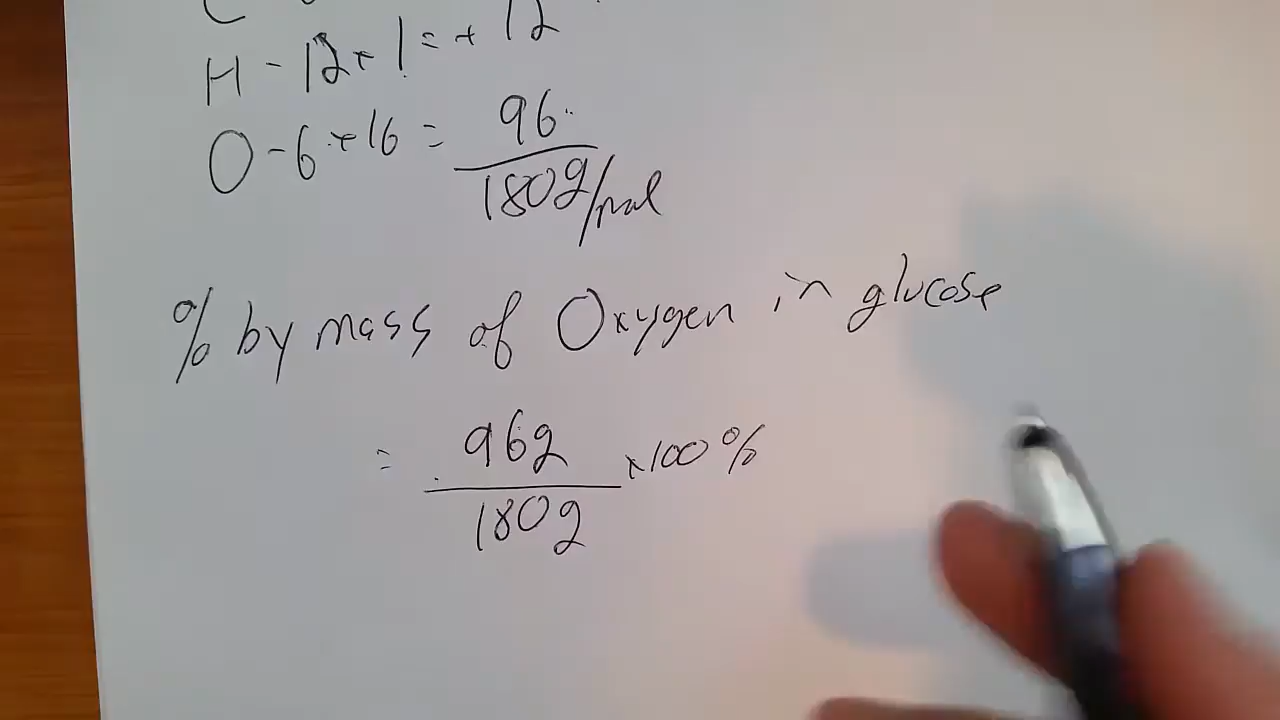 C
H - 12 × 1 = + 12
O - 6 × 16 = 96
180g/mol
% by mass of Oxygen in glucose
= 96g × 100%
180g